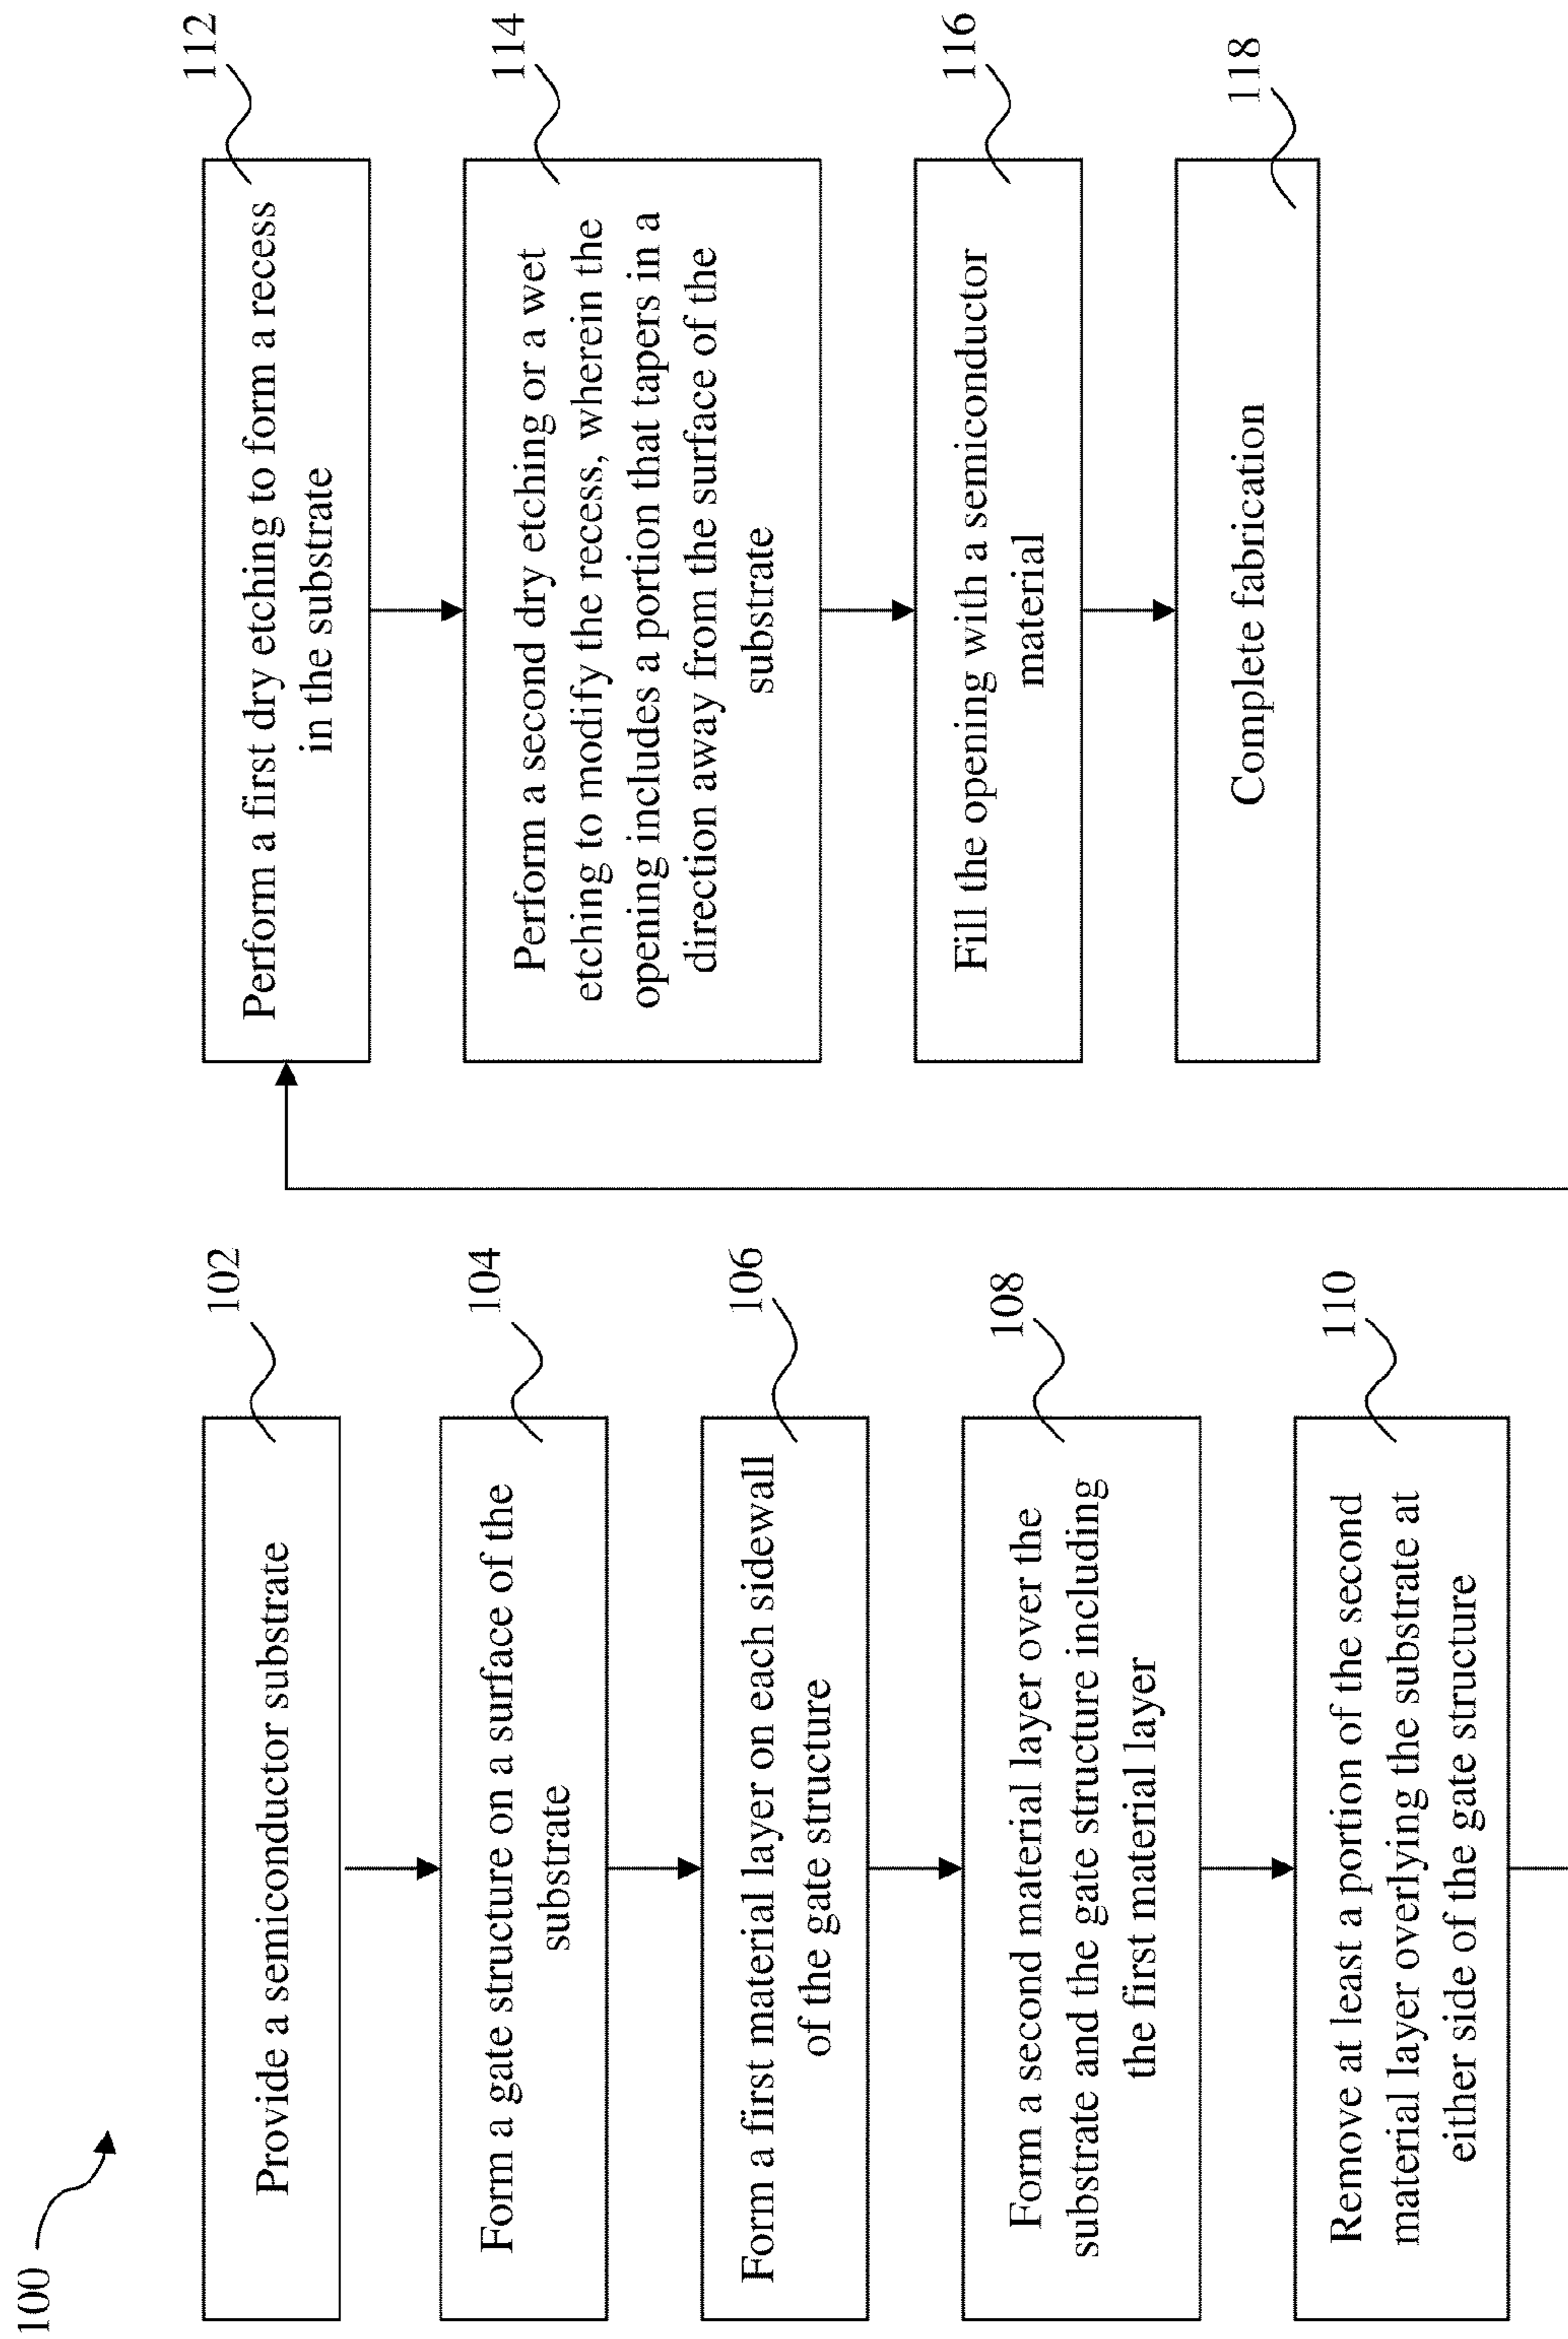 100
102
Provide a semiconductor substrate
104
Form a gate structure on a surface of the
substrate
106
Form a first material layer on each sidewall
of the gate structure
108
Form a second material layer over the
substrate and the gate structure including
the first material layer
110
Remove at least a portion of the second
material layer overlying the substrate at
either side of the gate structure
112
Perform a first dry etching to form a recess
in the substrate
114
Perform a second dry etching or a wet
etching to modify the recess, wherein the
opening includes a portion that tapers in a
direction away from the surface of the
substrate
116
Fill the opening with a semiconductor
material
118
Complete fabrication